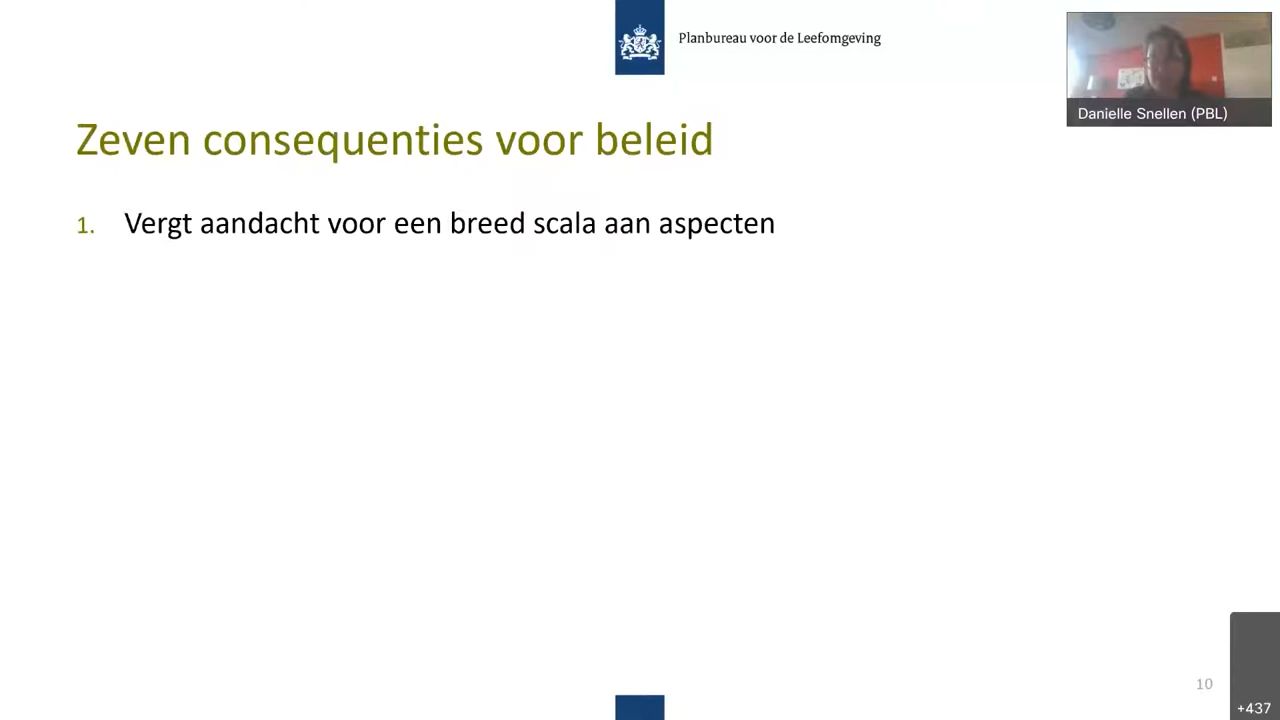 Planbureau voor de Leefomgeving
Danielle Snellen (PBL)
Zeven consequenties voor beleid
1. Vergt aandacht voor een breed scala aan aspecten
10
+437